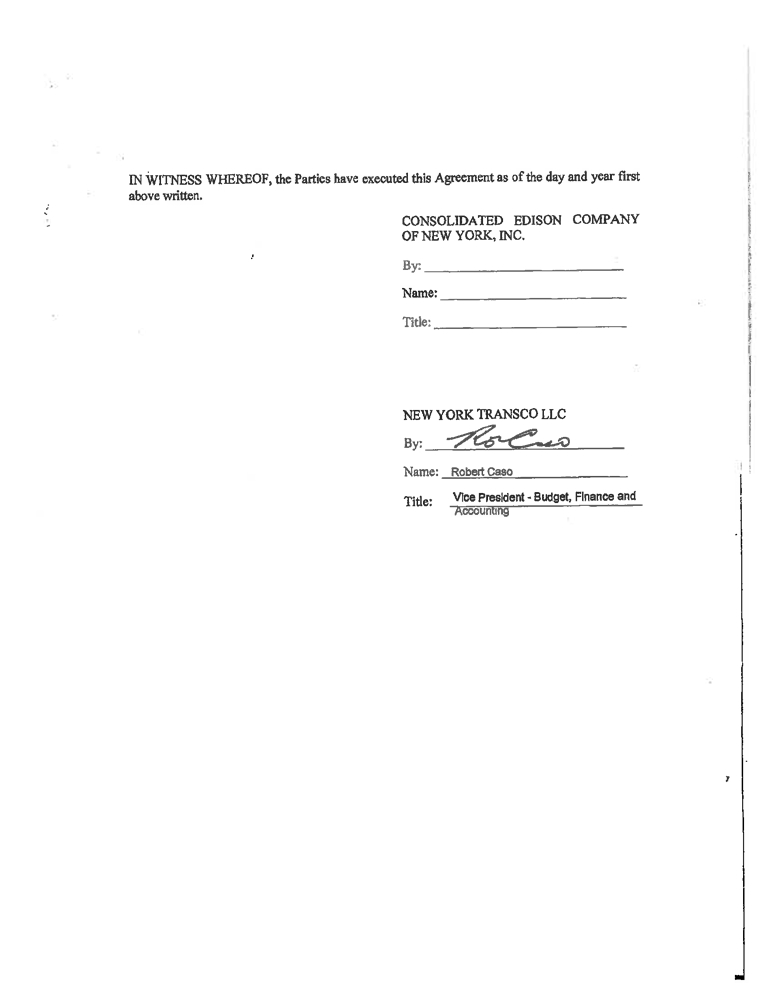 IN WITNESS WHEREOF, the Parties have executed this Agreement as of the day and year first
above written.
CONSOLIDATED EDISON COMPANY
OF NEW YORK, INC.
By:
Name:
Title:
NEW YORK TRANSCO LLC
By:
Name: Robert Caso
Title: Vice President - Budget, Finance and
Accounting